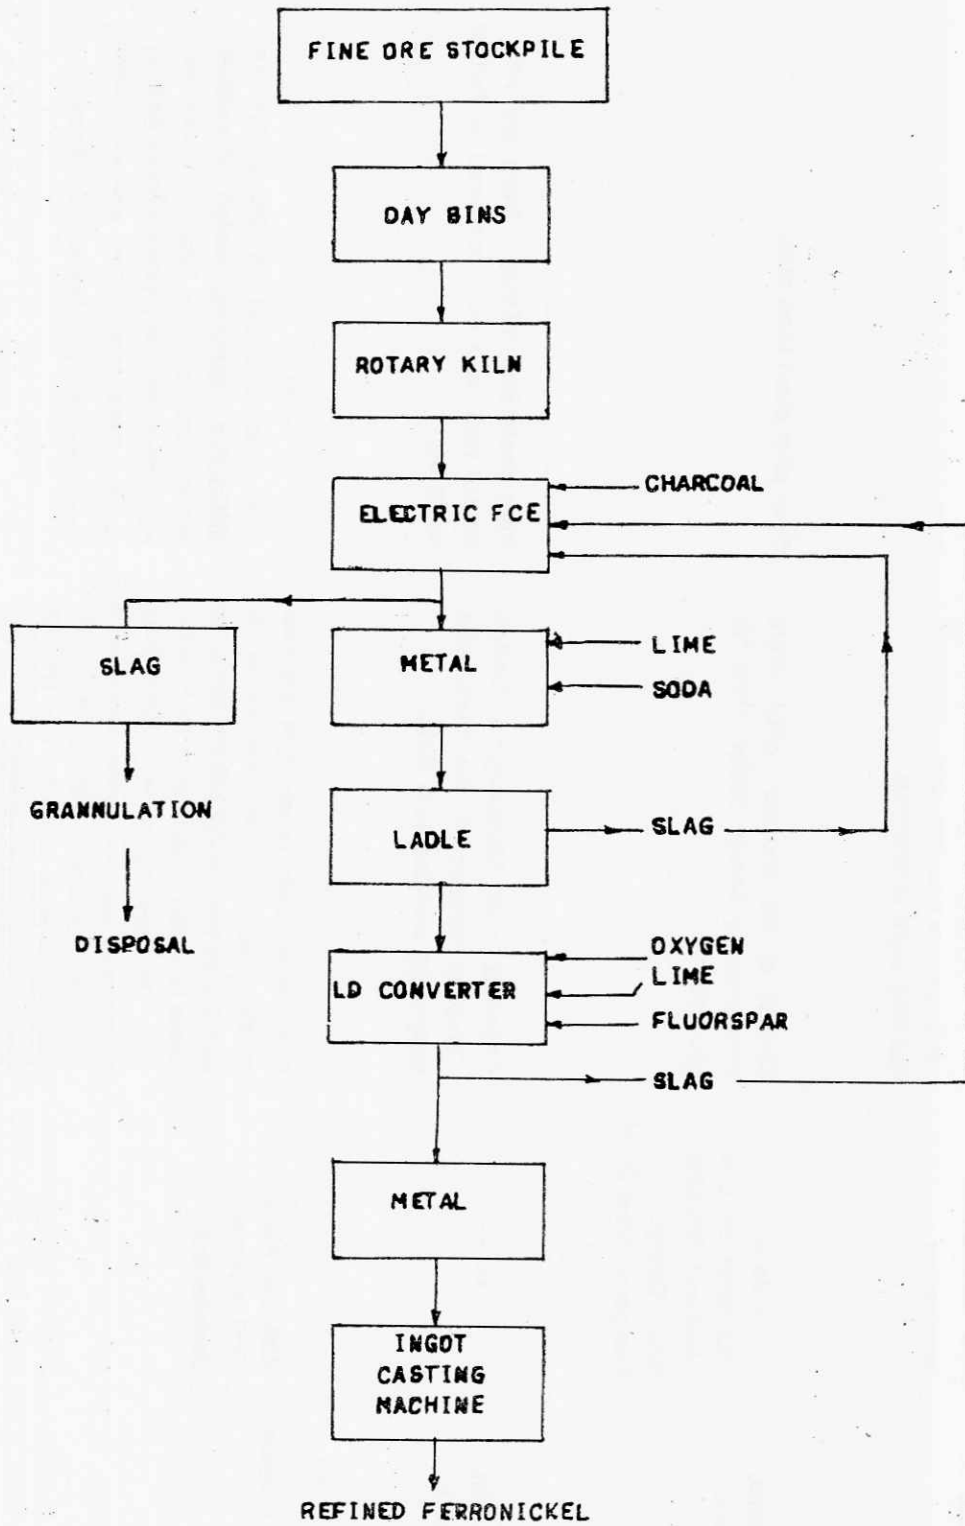 FINE ORE STOCKPILE
DAY BINS
ROTARY KILN
ELECTRIC FCE
CHARCOAL
SLAG
METAL
LIME
SODA
GRANNULATION
LADLE
SLAG
DISPOSAL
LD CONVERTER
OXYGEN
LIME
FLUORSPAR
SLAG
METAL
INGOT
CASTING
MACHINE
REFINED FERRONICKEL